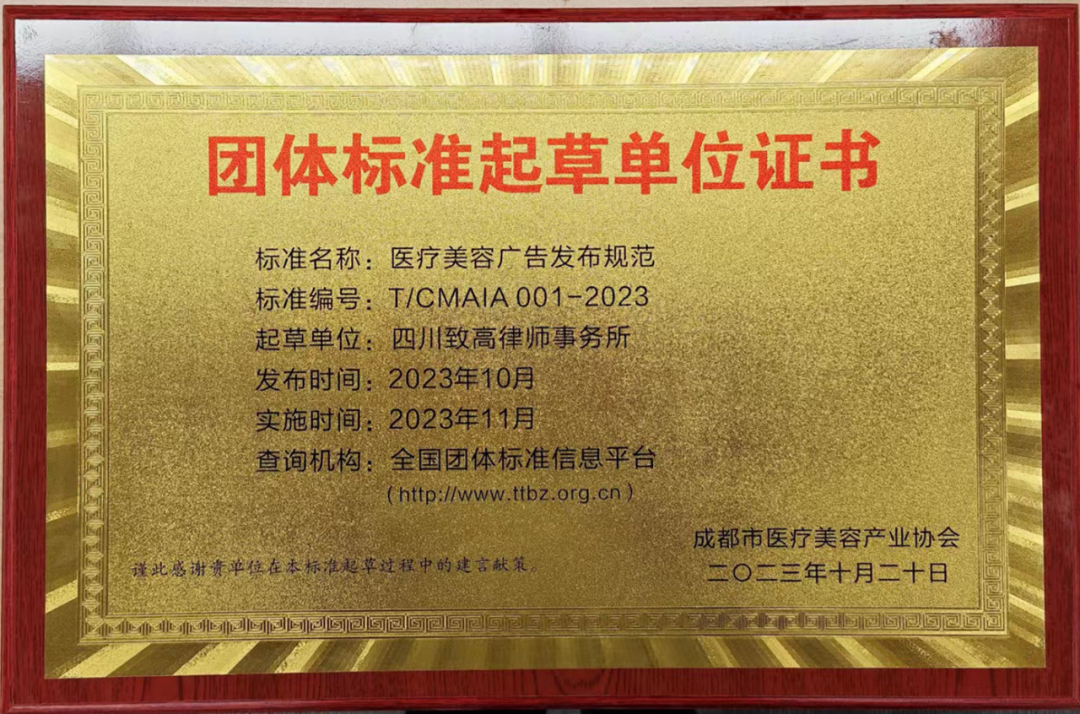 团体标准起草单位证书
标准名称：医疗美容广告发布规范
标准编号：T/CMAIA 001-2023
起草单位：四川致高律师事务所
发布时间：2023年10月
实施时间：2023年11月
查询机构：全国团体标准信息平台
（http://www.ttbz.org.cn）
谨此感谢贵单位在本标准起草过程中的建言献策。
成都市医疗美容产业协会
二〇二三年十月二十日